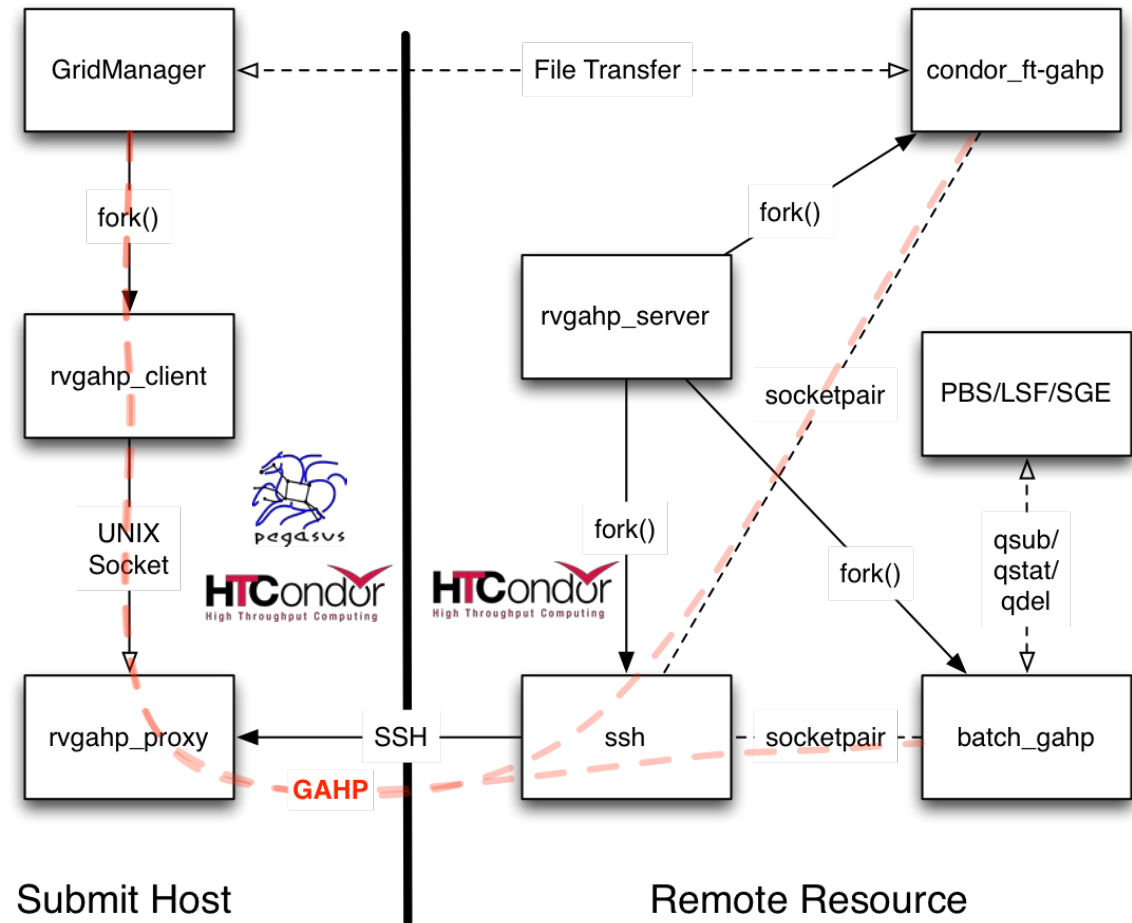 GridManager
File Transfer
condor_ft-gahp
fork()
fork()
rvgahp_server
rvgahp_client
socketpair
PBS/LSF/SGE
pegasus
UNIX
Socket
fork()
qsub/
qstat/
qdel
fork()
HTCondor
High Throughput Computing
HTCondor
High Throughput Computing
rvgahp_proxy
SSH
ssh
socketpair
batch_gahp
GAHP
Submit Host
Remote Resource